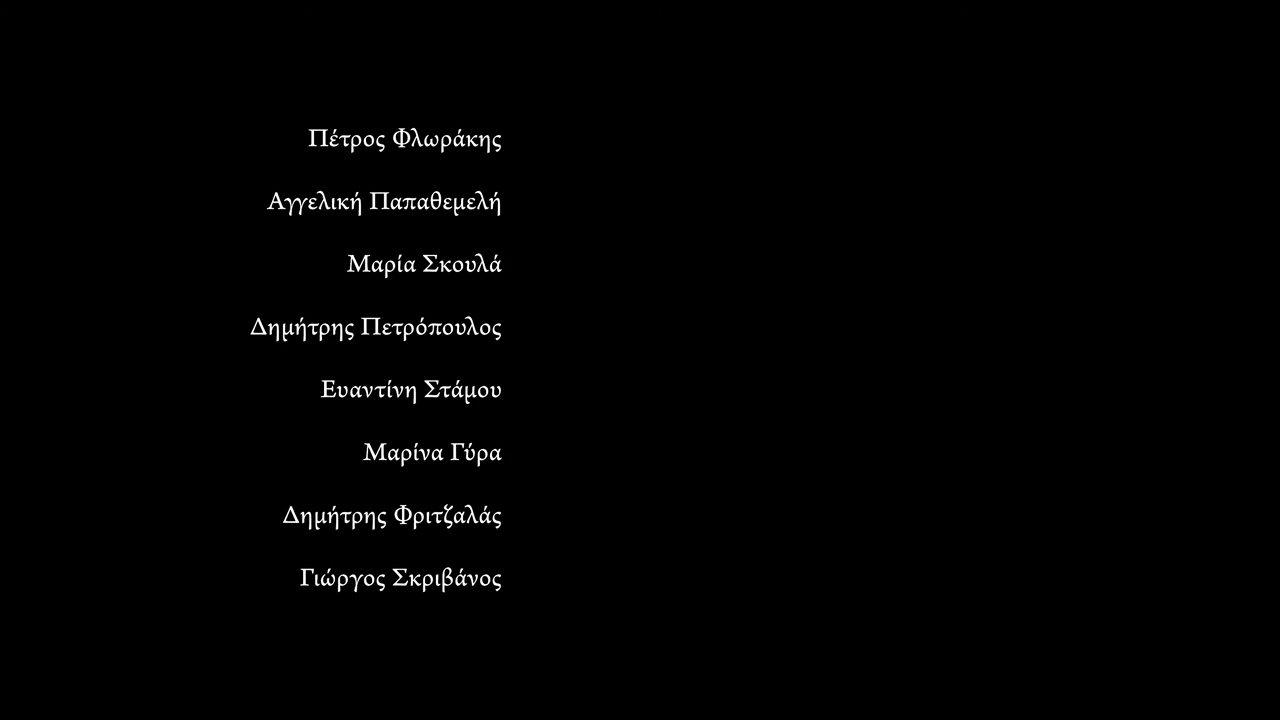 Πέτρος Φλωράκης
Αγγελική Παπαθεμελή
Μαρία Σκουλά
Δημήτρης Πετρόπουλος
Ευαντίνη Στάμου
Μαρίνα Γύρα
Δημήτρης Φριτζαλάς
Γιώργος Σκριβάνος